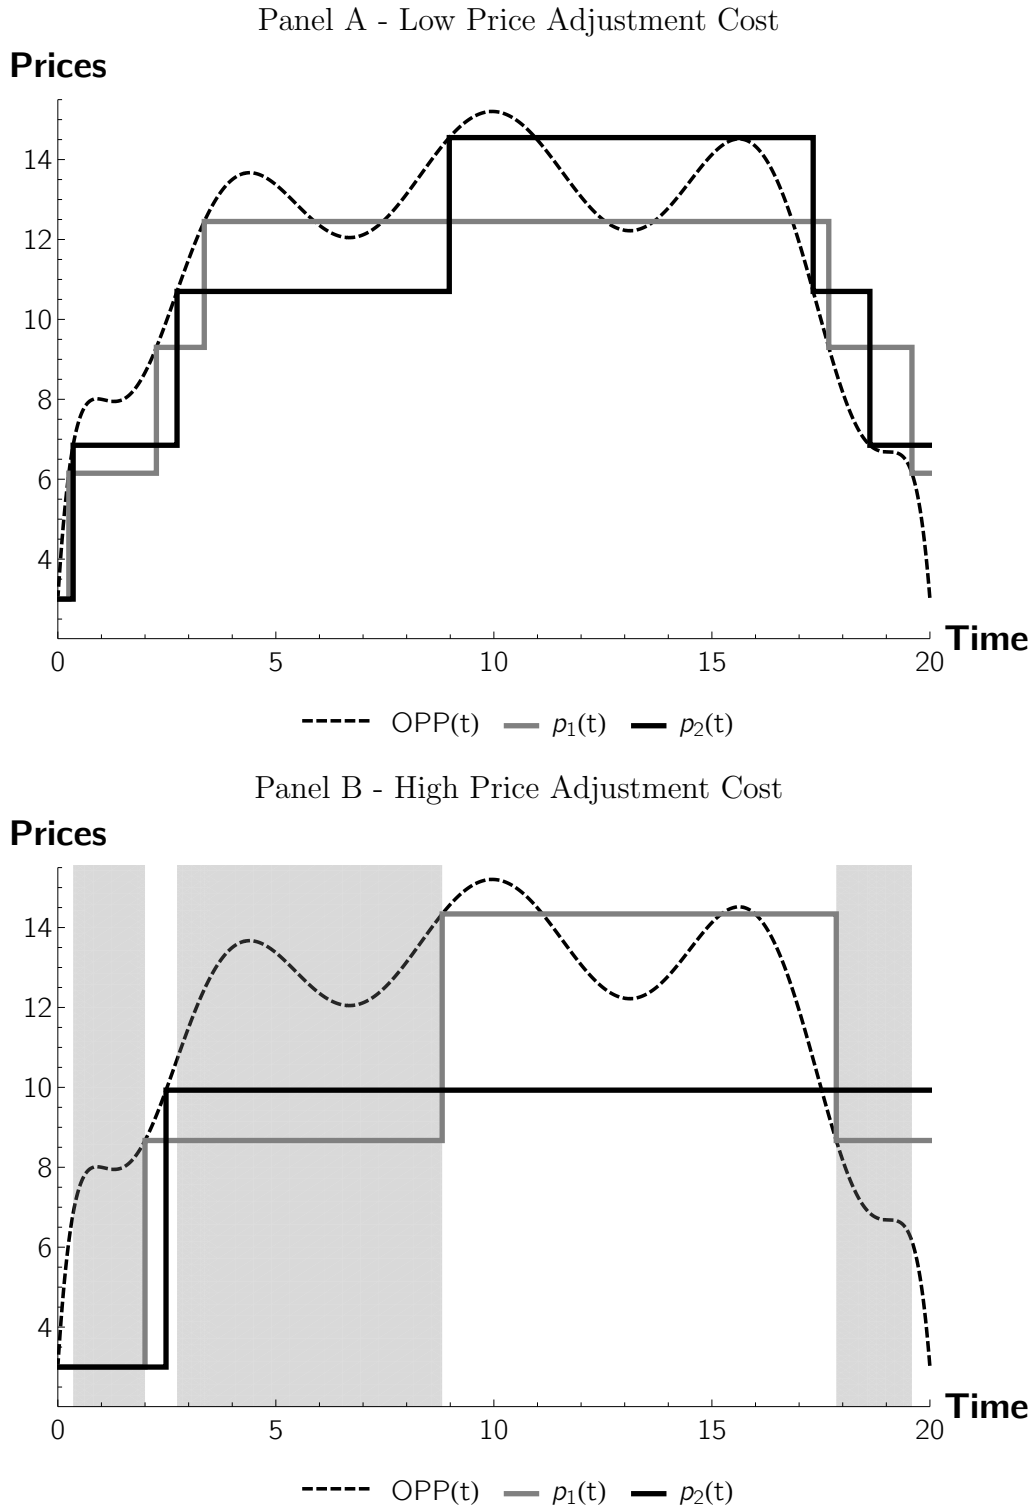 Panel A - Low Price Adjustment Cost
Prices
14
12
10
8
6
4
0 5 10 15 20 Time
OPP(t) p₁(t) p₂(t)
Panel B - High Price Adjustment Cost
Prices
14
12
10
8
6
4
0 5 10 15 20 Time
OPP(t) p₁(t) p₂(t)